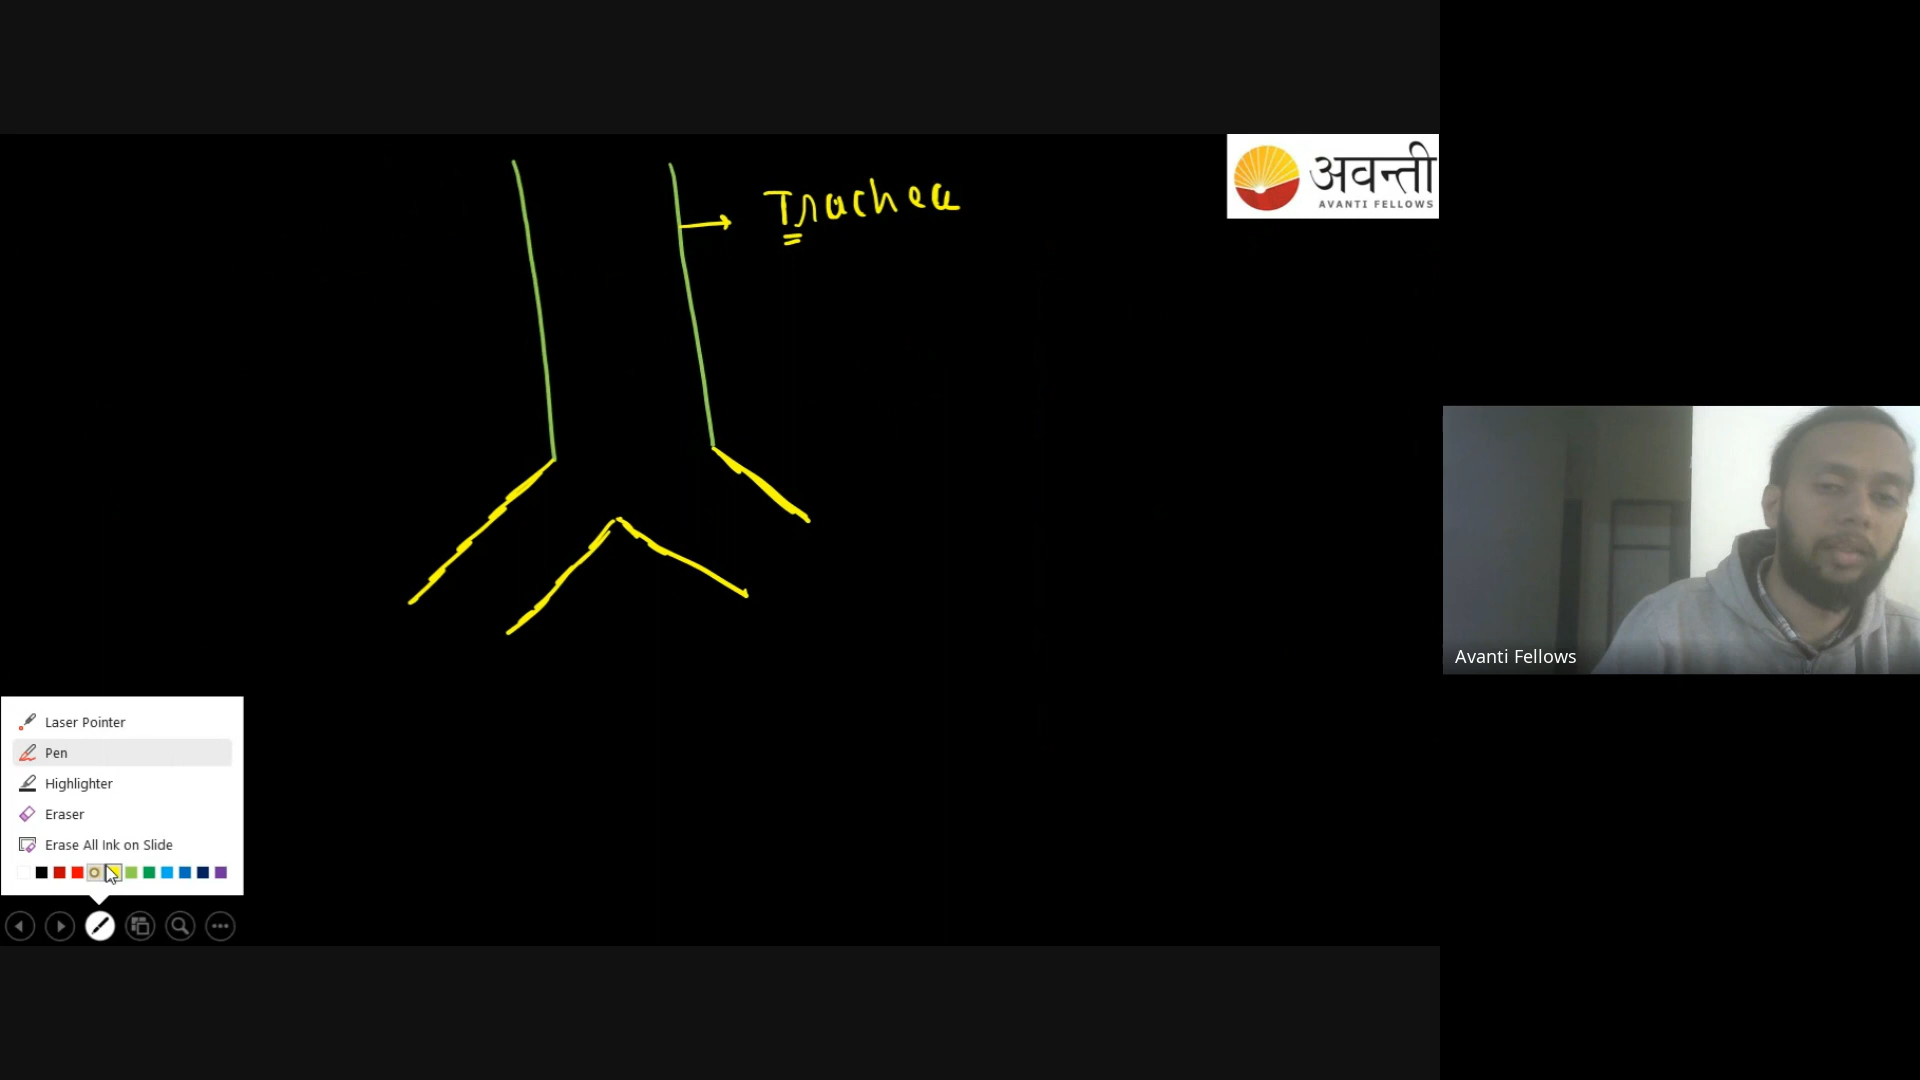 Trachea
अवन्ती
AVANTI FELLOWS
Avanti Fellows
Laser Pointer
Pen
Highlighter
Eraser
Erase All Ink on Slide